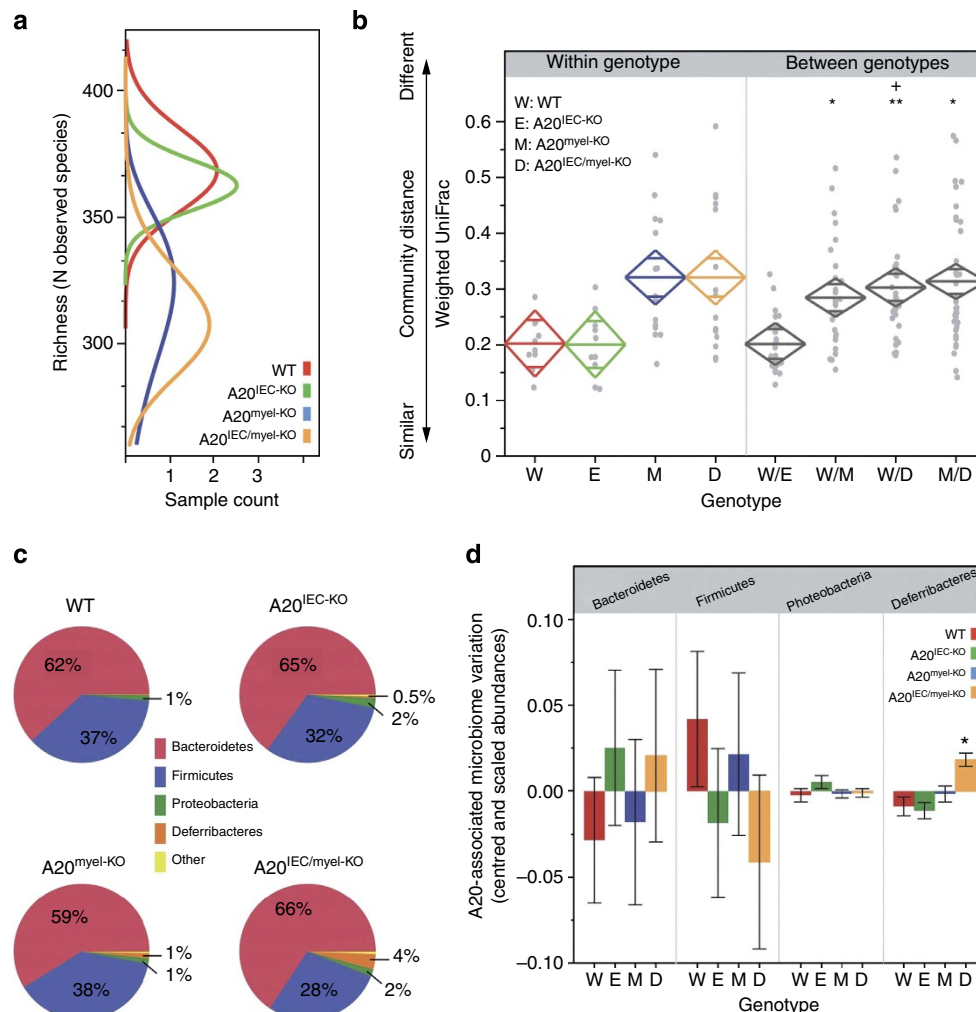 a
Richness (N observed species)
400
350
300
WT
A20IEC-KO
A20myel-KO
A20IEC/myel-KO
1 2 3
Sample count
b
Different
Community distance
Similar
Weighted UniFrac
Within genotype Between genotypes
W: WT
E: A20IEC-KO
M: A20myel-KO
D: A20IEC/myel-KO
+
* ** *
0.6
0.5
0.4
0.3
0.2
0.1
0
W E M D W/E W/M W/D M/D
Genotype
c
WT
62%
37%
1%
A20IEC-KO
65%
32%
0.5%
2%
Bacteroidetes
Firmicutes
Proteobacteria
Deferribacteres
Other
A20myel-KO
59%
38%
1%
1%
A20IEC/myel-KO
66%
28%
4%
2%
d
A20-associated microbiome variation
(centred and scaled abundances)
Bacteroidetes Firmicutes Photeobacteria Deferribacteres
WT
A20IEC-KO
A20myel-KO
A20IEC/myel-KO
*
0.10
0.05
0.00
−0.05
−0.10
W E M D W E M D W E M D W E M D
Genotype